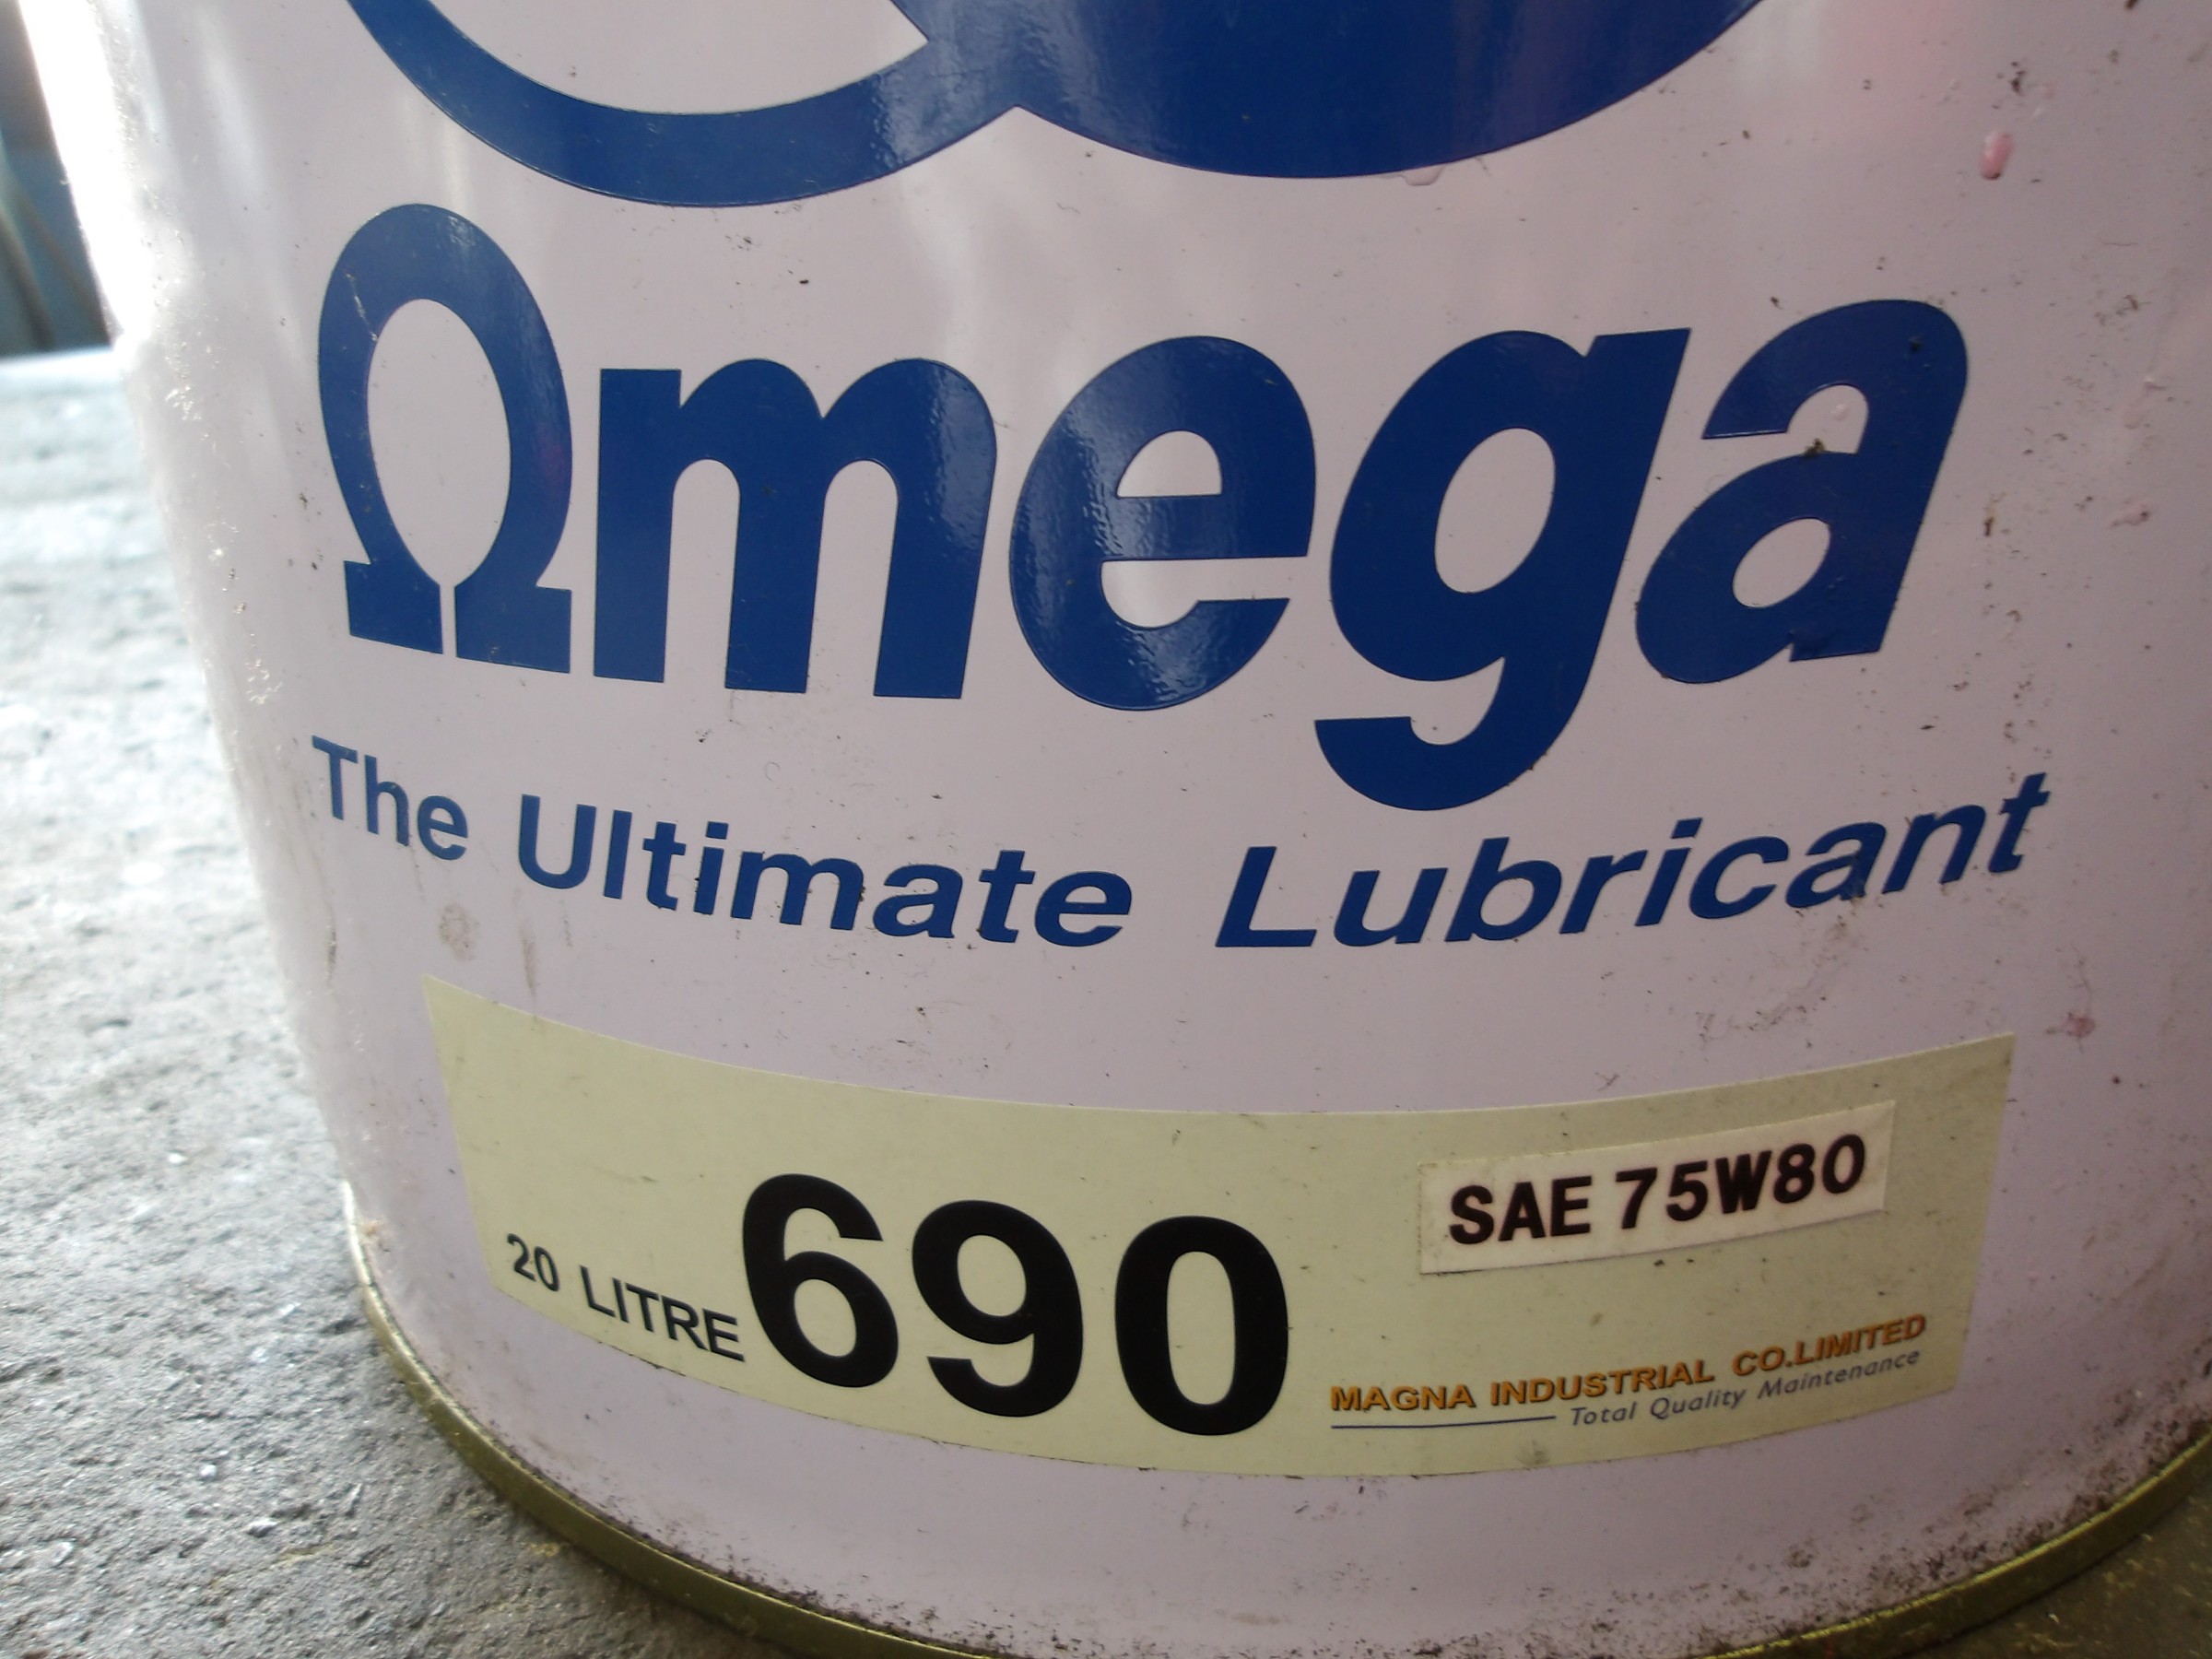 Ωmega
The Ultimate Lubricant
SAE 75W80
20 LITRE 690
MAGNA INDUSTRIAL CO.LIMITED
Total Quality Maintenance